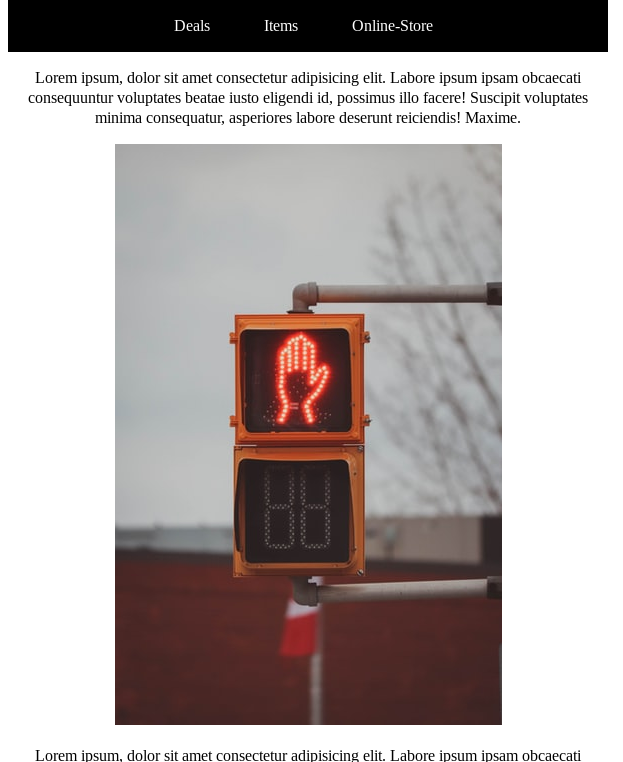 Deals Items Online-Store
Lorem ipsum, dolor sit amet consectetur adipisicing elit. Labore ipsum ipsam obcaecati
consequuntur voluptates beatae iusto eligendi id, possimus illo facere! Suscipit voluptates
minima consequatur, asperiores labore deserunt reiciendis! Maxime.
Lorem ipsum, dolor sit amet consectetur adipisicing elit. Labore ipsum ipsam obcaecati